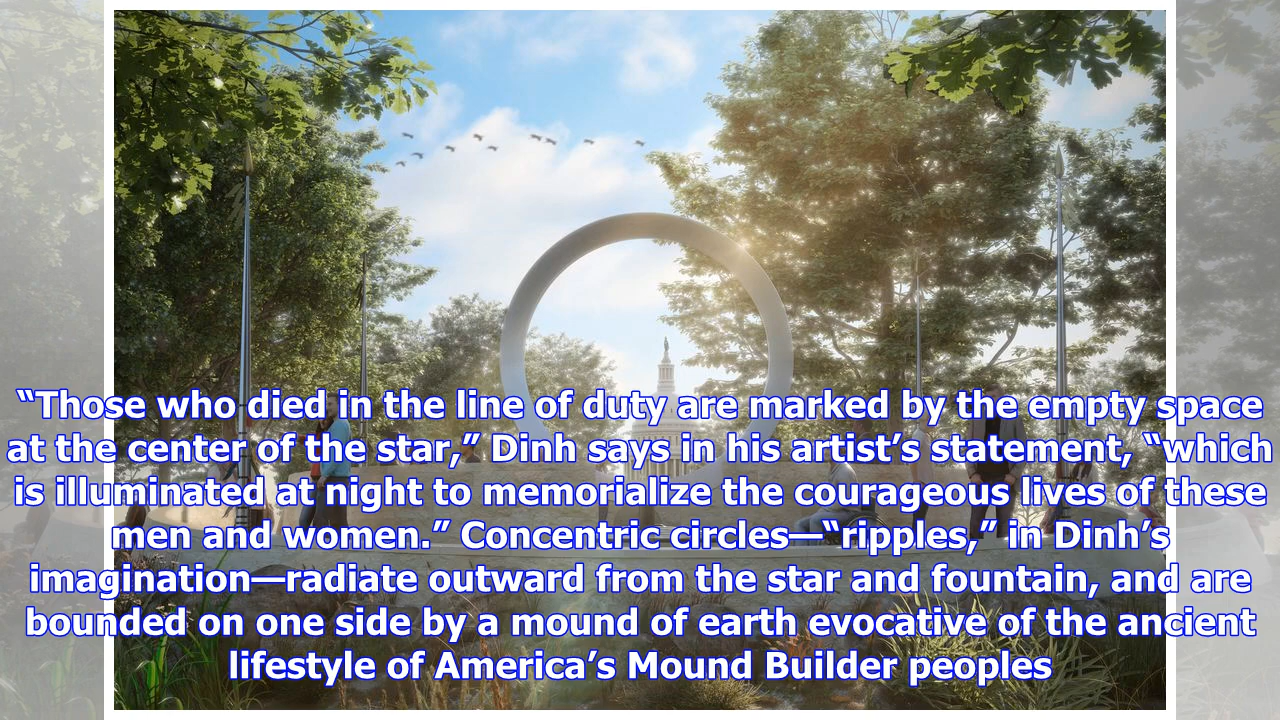 “Those who died in the line of duty are marked by the empty space
at the center of the star,” Dinh says in his artist’s statement, “which
is illuminated at night to memorialize the courageous lives of these
men and women.” Concentric circles—“ripples,” in Dinh’s
imagination—radiate outward from the star and fountain, and are
bounded on one side by a mound of earth evocative of the ancient
lifestyle of America’s Mound Builder peoples